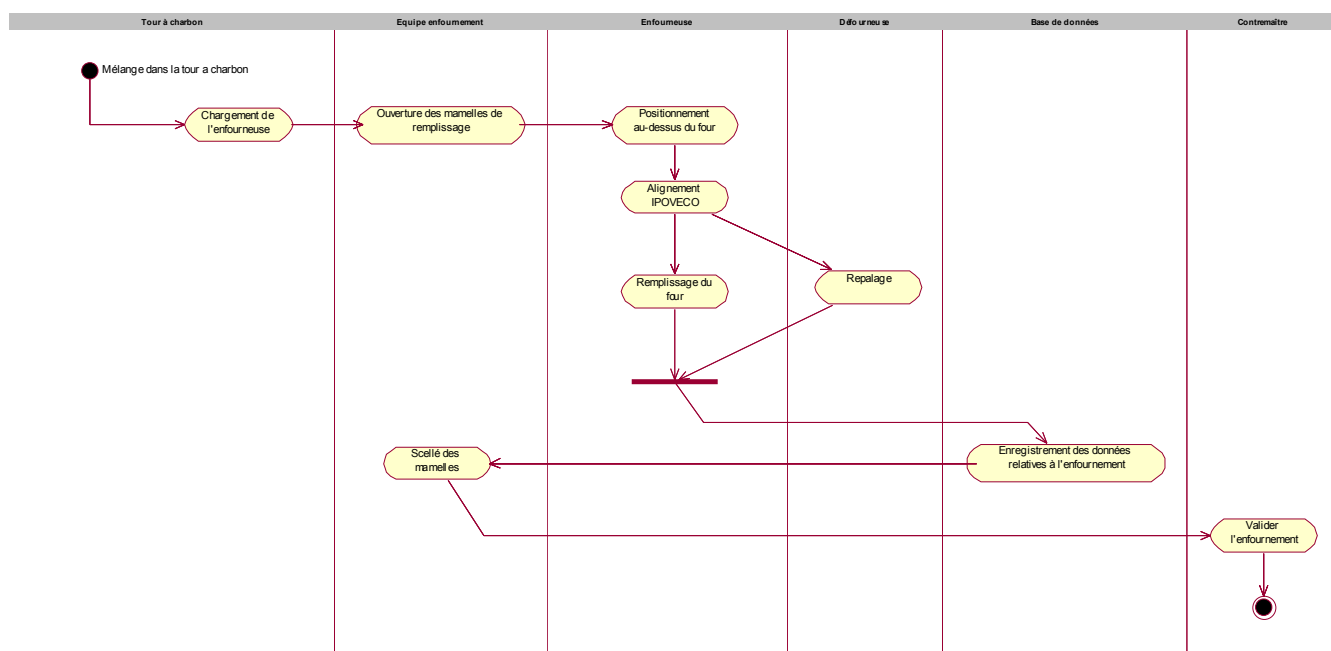 Tour à charbon
Equipe enfournement
Enfourneuse
Défourneuse
Base de données
Contremaître
Mélange dans la tour a charbon
Chargement de
l'enfourneuse
Ouverture des mamelles de
remplissage
Positionnement
au-dessus du four
Alignement
IPOVECO
Remplissage du
four
Repalage
Enregistrement des données
relatives à l'enfournement
Scellé des
mamelles
Valider
l'enfournement